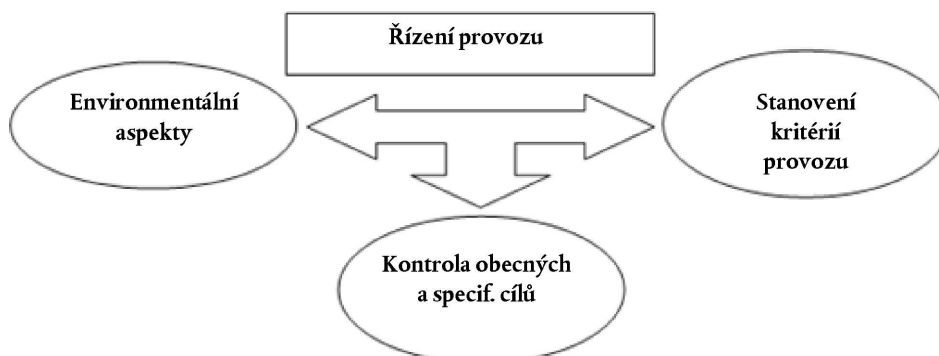 Řízení provozu
Environmentální
aspekty
Stanovení
kritérií
provozu
Kontrola obecných
a specif. cílů